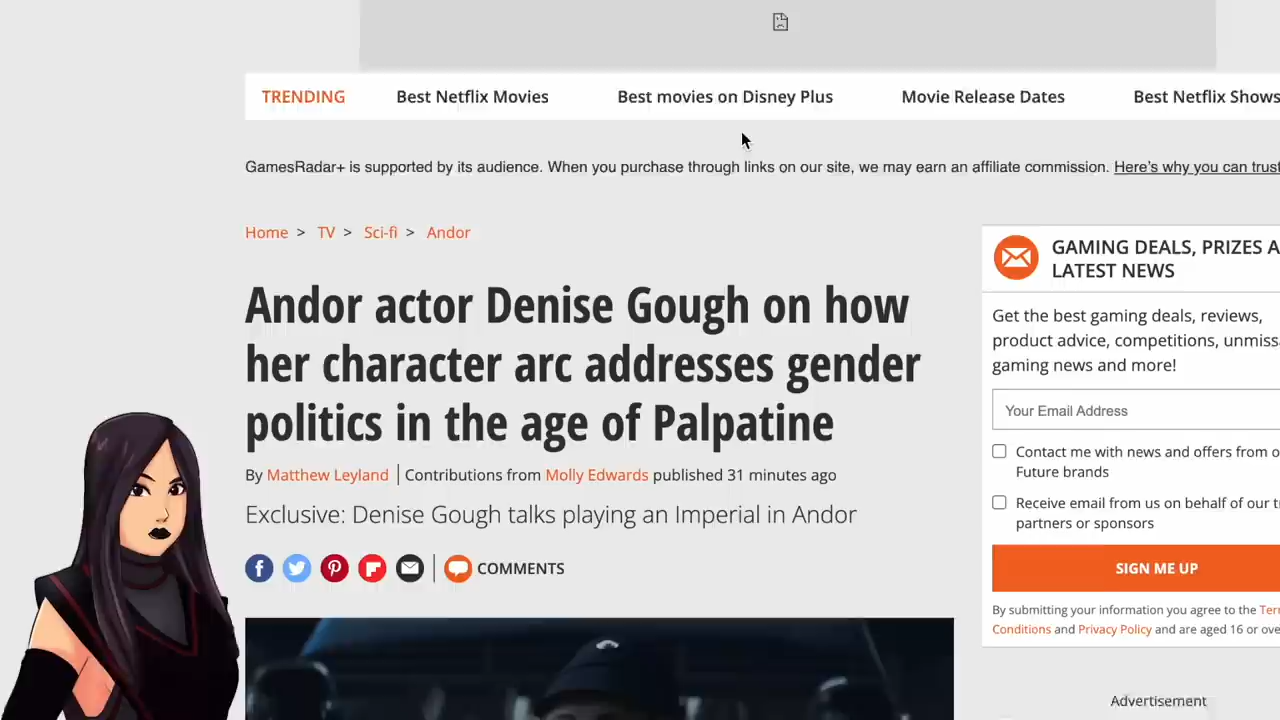 TRENDING Best Netflix Movies Best movies on Disney Plus Movie Release Dates Best Netflix Shows
GamesRadar+ is supported by its audience. When you purchase through links on our site, we may earn an affiliate commission. Here's why you can trust
Home > TV > Sci-fi > Andor
Andor actor Denise Gough on how
her character arc addresses gender
politics in the age of Palpatine
By Matthew Leyland | Contributions from Molly Edwards published 31 minutes ago
Exclusive: Denise Gough talks playing an Imperial in Andor
COMMENTS
GAMING DEALS, PRIZES A
LATEST NEWS
Get the best gaming deals, reviews,
product advice, competitions, unmiss
gaming news and more!
Your Email Address
Contact me with news and offers from o
Future brands
Receive email from us on behalf of our t
partners or sponsors
SIGN ME UP
By submitting your information you agree to the Ter
Conditions and Privacy Policy and are aged 16 or ove
Advertisement